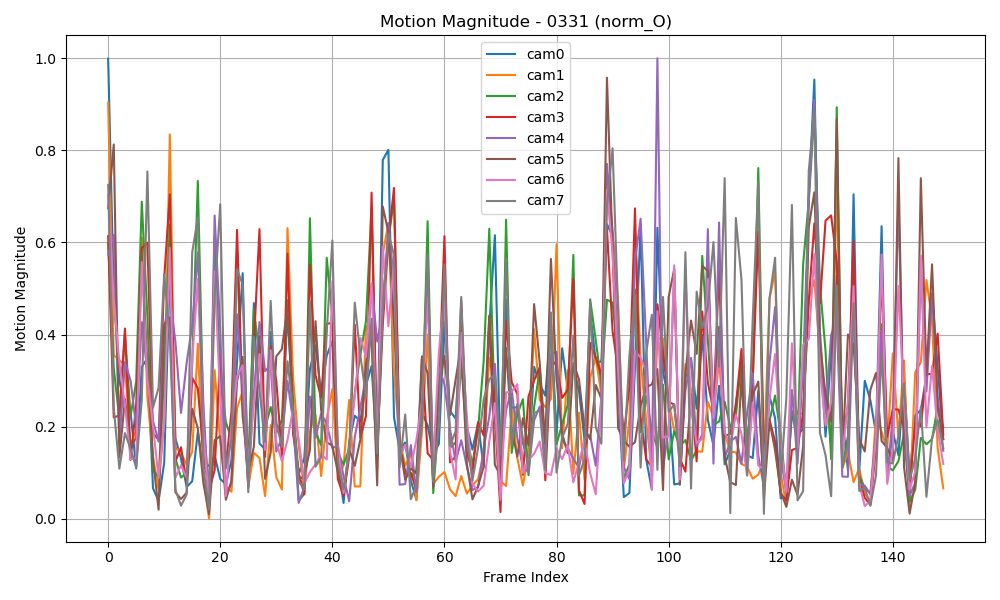 Motion Magnitude - 0331 (norm_O)
Motion Magnitude
1.0
0.8
0.6
0.4
0.2
0.0
cam0
cam1
cam2
cam3
cam4
cam5
cam6
cam7
0 20 40 60 80 100 120 140
Frame Index